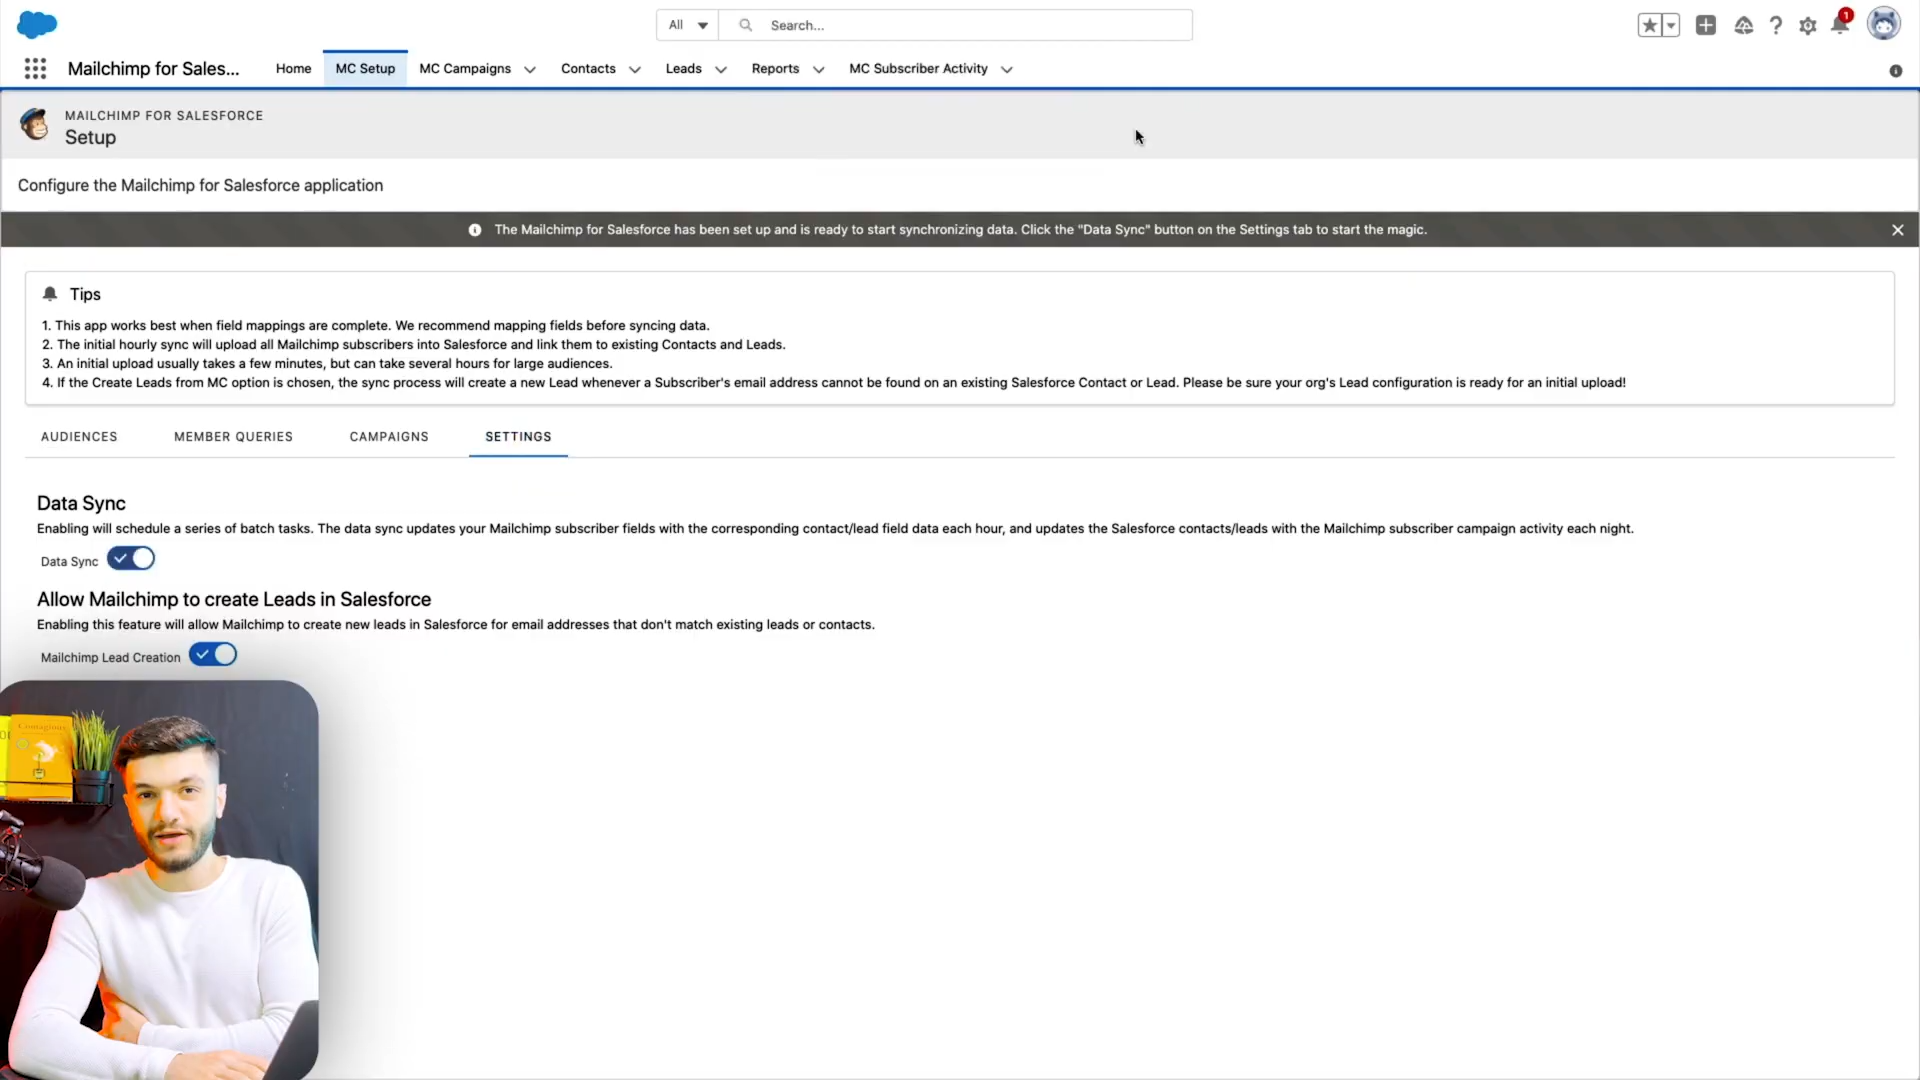 All
Search...
1
Mailchimp for Sales...
Home
MC Setup
MC Campaigns
Contacts
Leads
Reports
MC Subscriber Activity
MAILCHIMP FOR SALESFORCE
Setup
Configure the Mailchimp for Salesforce application
The Mailchimp for Salesforce has been set up and is ready to start synchronizing data. Click the "Data Sync" button on the Settings tab to start the magic.
Tips
1. This app works best when field mappings are complete. We recommend mapping fields before syncing data.
2. The initial hourly sync will upload all Mailchimp subscribers into Salesforce and link them to existing Contacts and Leads.
3. An initial upload usually takes a few minutes, but can take several hours for large audiences.
4. If the Create Leads from MC option is chosen, the sync process will create a new Lead whenever a Subscriber's email address cannot be found on an existing Salesforce Contact or Lead. Please be sure your org's Lead configuration is ready for an initial upload!
AUDIENCES
MEMBER QUERIES
CAMPAIGNS
SETTINGS
Data Sync
Enabling will schedule a series of batch tasks. The data sync updates your Mailchimp subscriber fields with the corresponding contact/lead field data each hour, and updates the Salesforce contacts/leads with the Mailchimp subscriber campaign activity each night.
Data Sync
Allow Mailchimp to create Leads in Salesforce
Enabling this feature will allow Mailchimp to create new leads in Salesforce for email addresses that don't match existing leads or contacts.
Mailchimp Lead Creation
Contagious